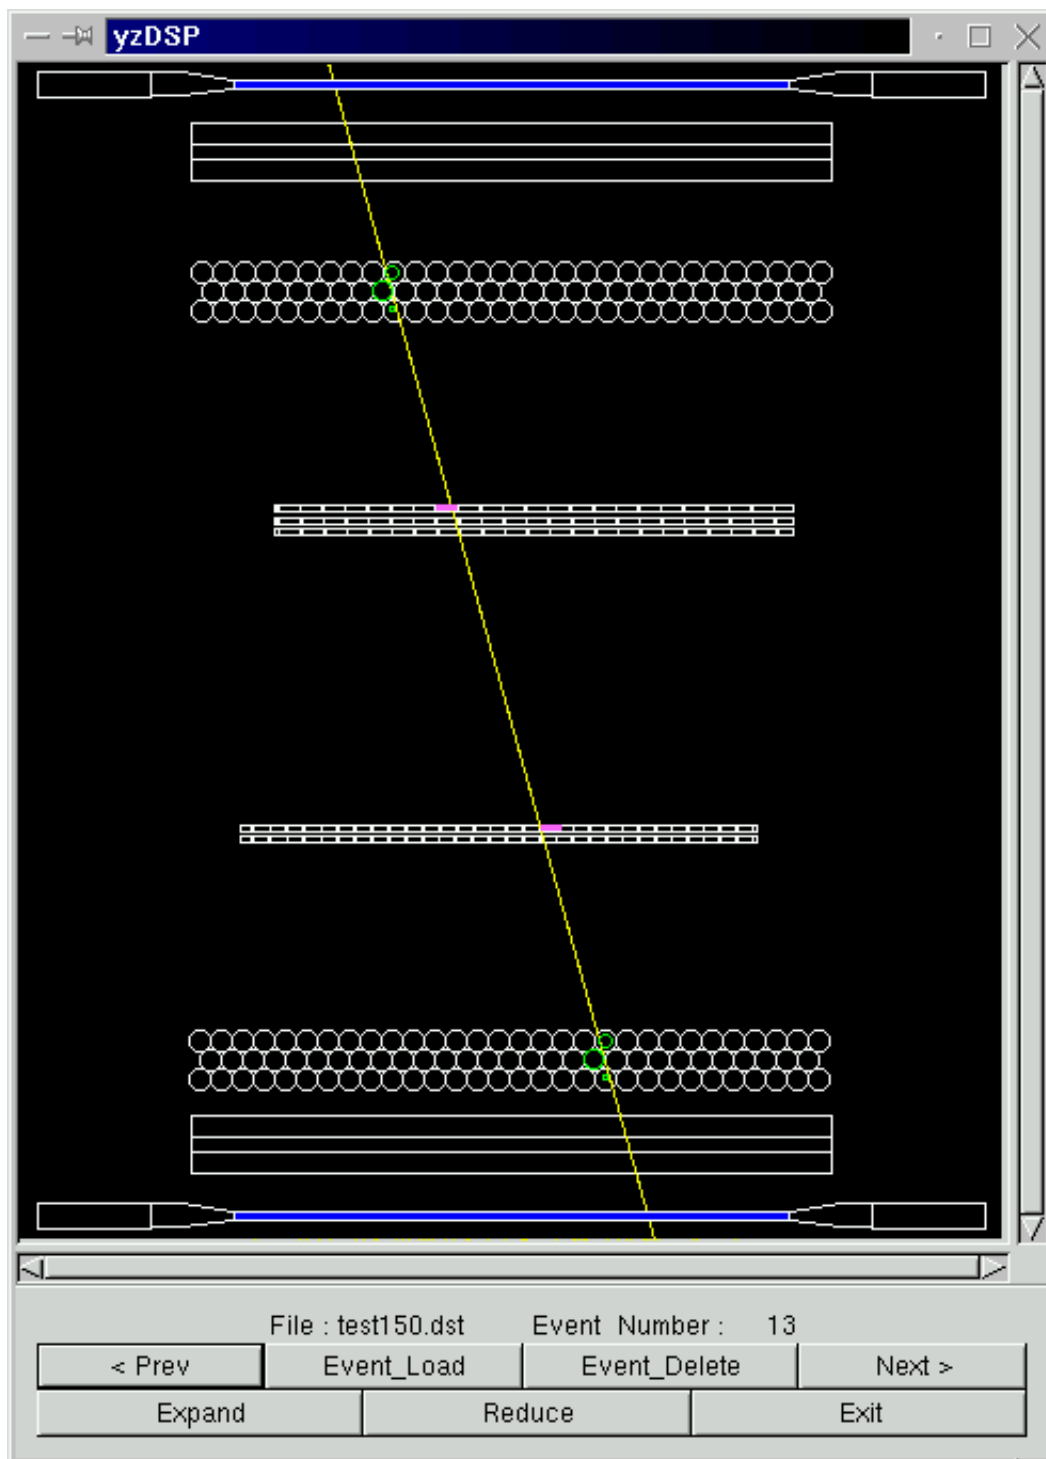 yzDSP
File : test150.dst Event Number : 13
< Prev Event_Load Event_Delete Next >
Expand Reduce Exit